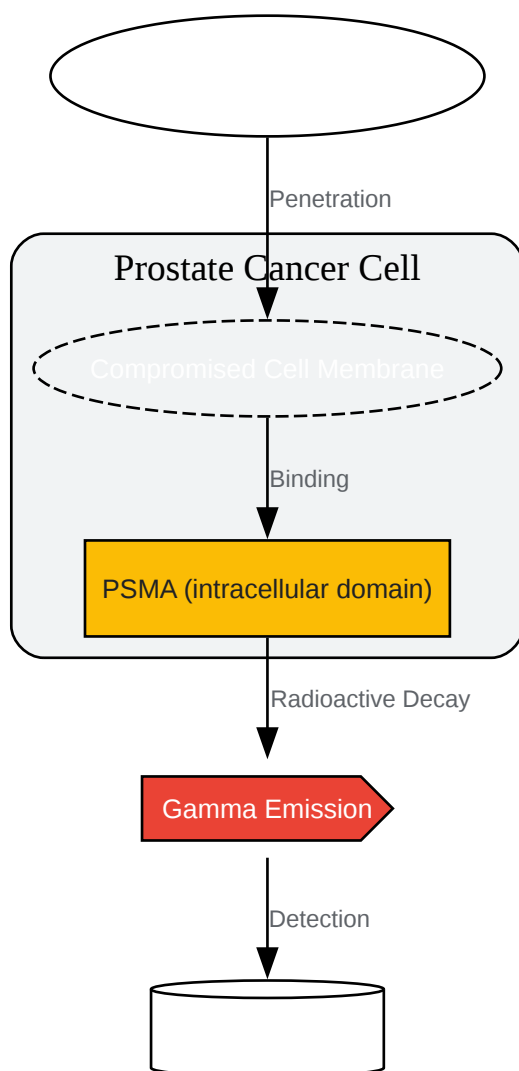 Penetration
Prostate Cancer Cell
Compromised Cell Membrane
Binding
PSMA (intracellular domain)
Radioactive Decay
Gamma Emission
Detection